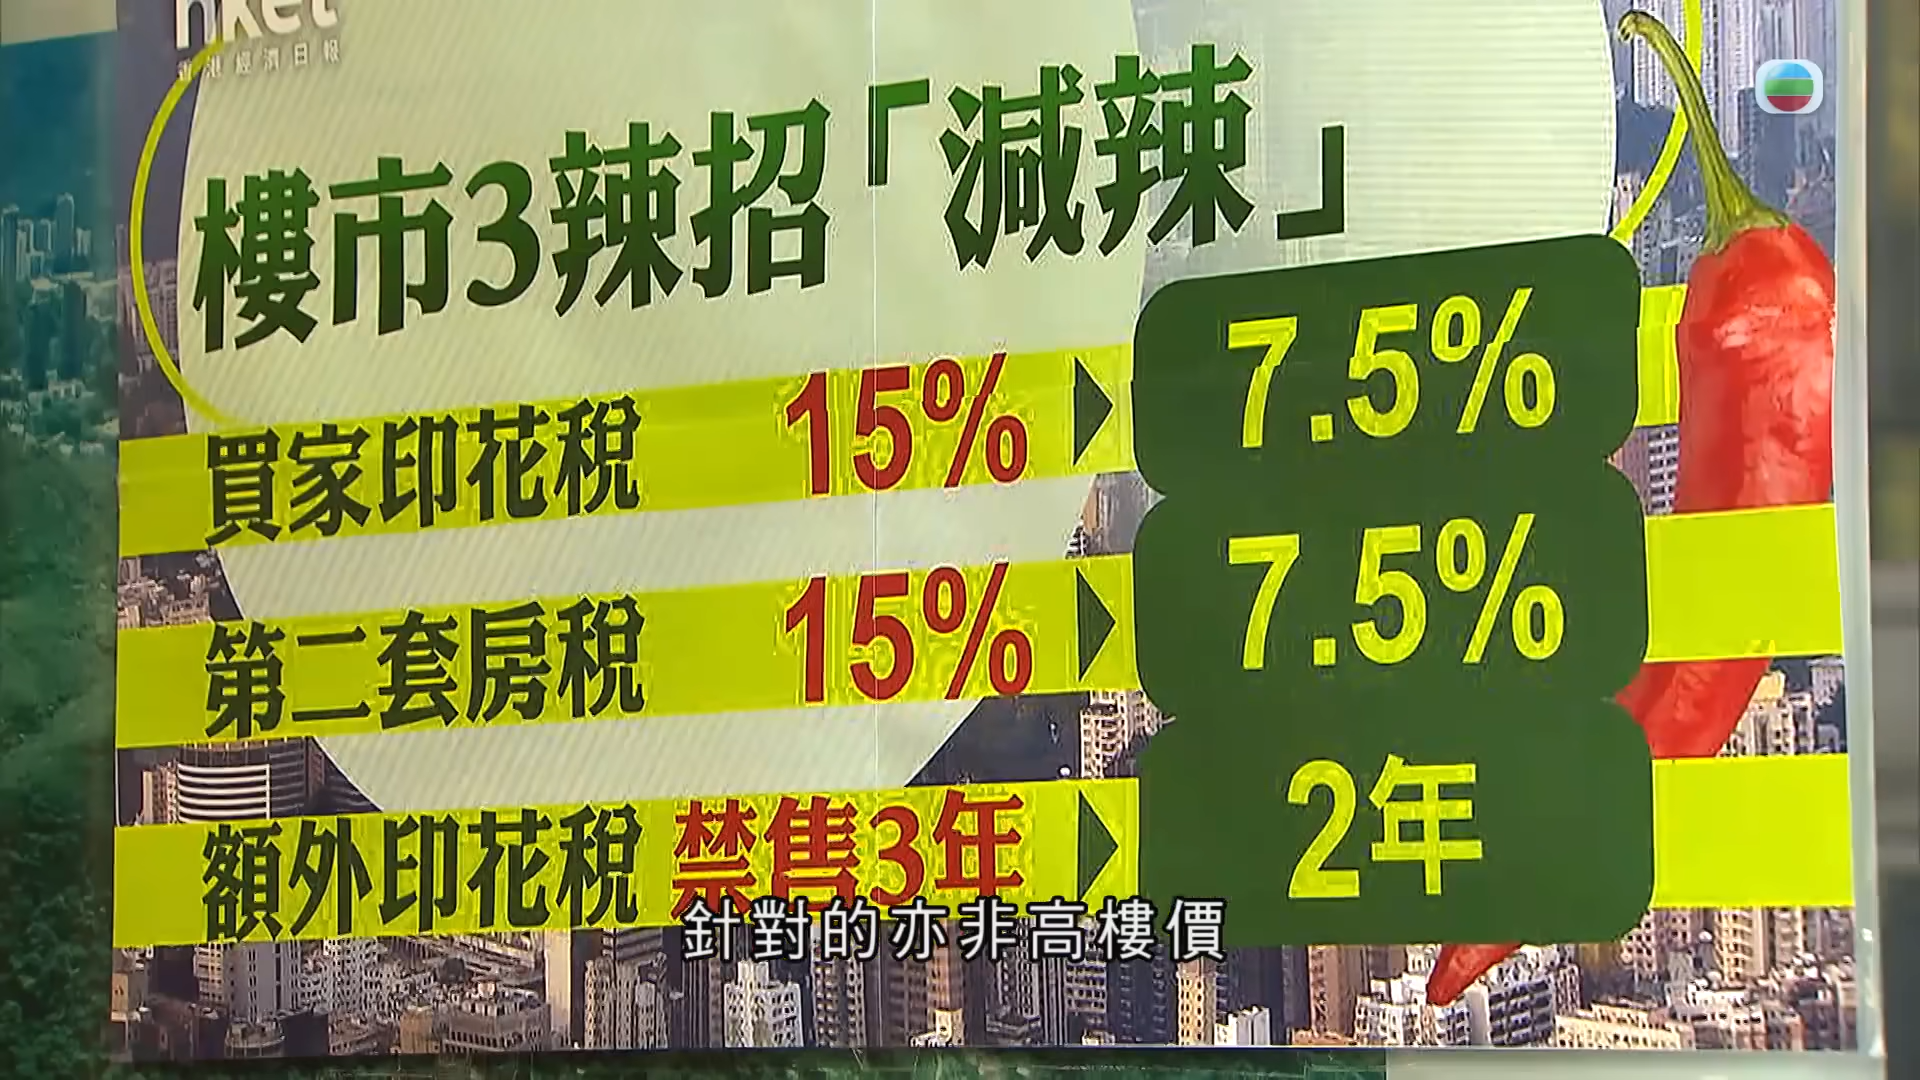 hket
香港經濟日報
樓市3辣招「減辣」
買家印花稅 15% 7.5%
第二套房稅 15% 7.5%
額外印花稅 禁售3年 2年
針對的亦非高樓價